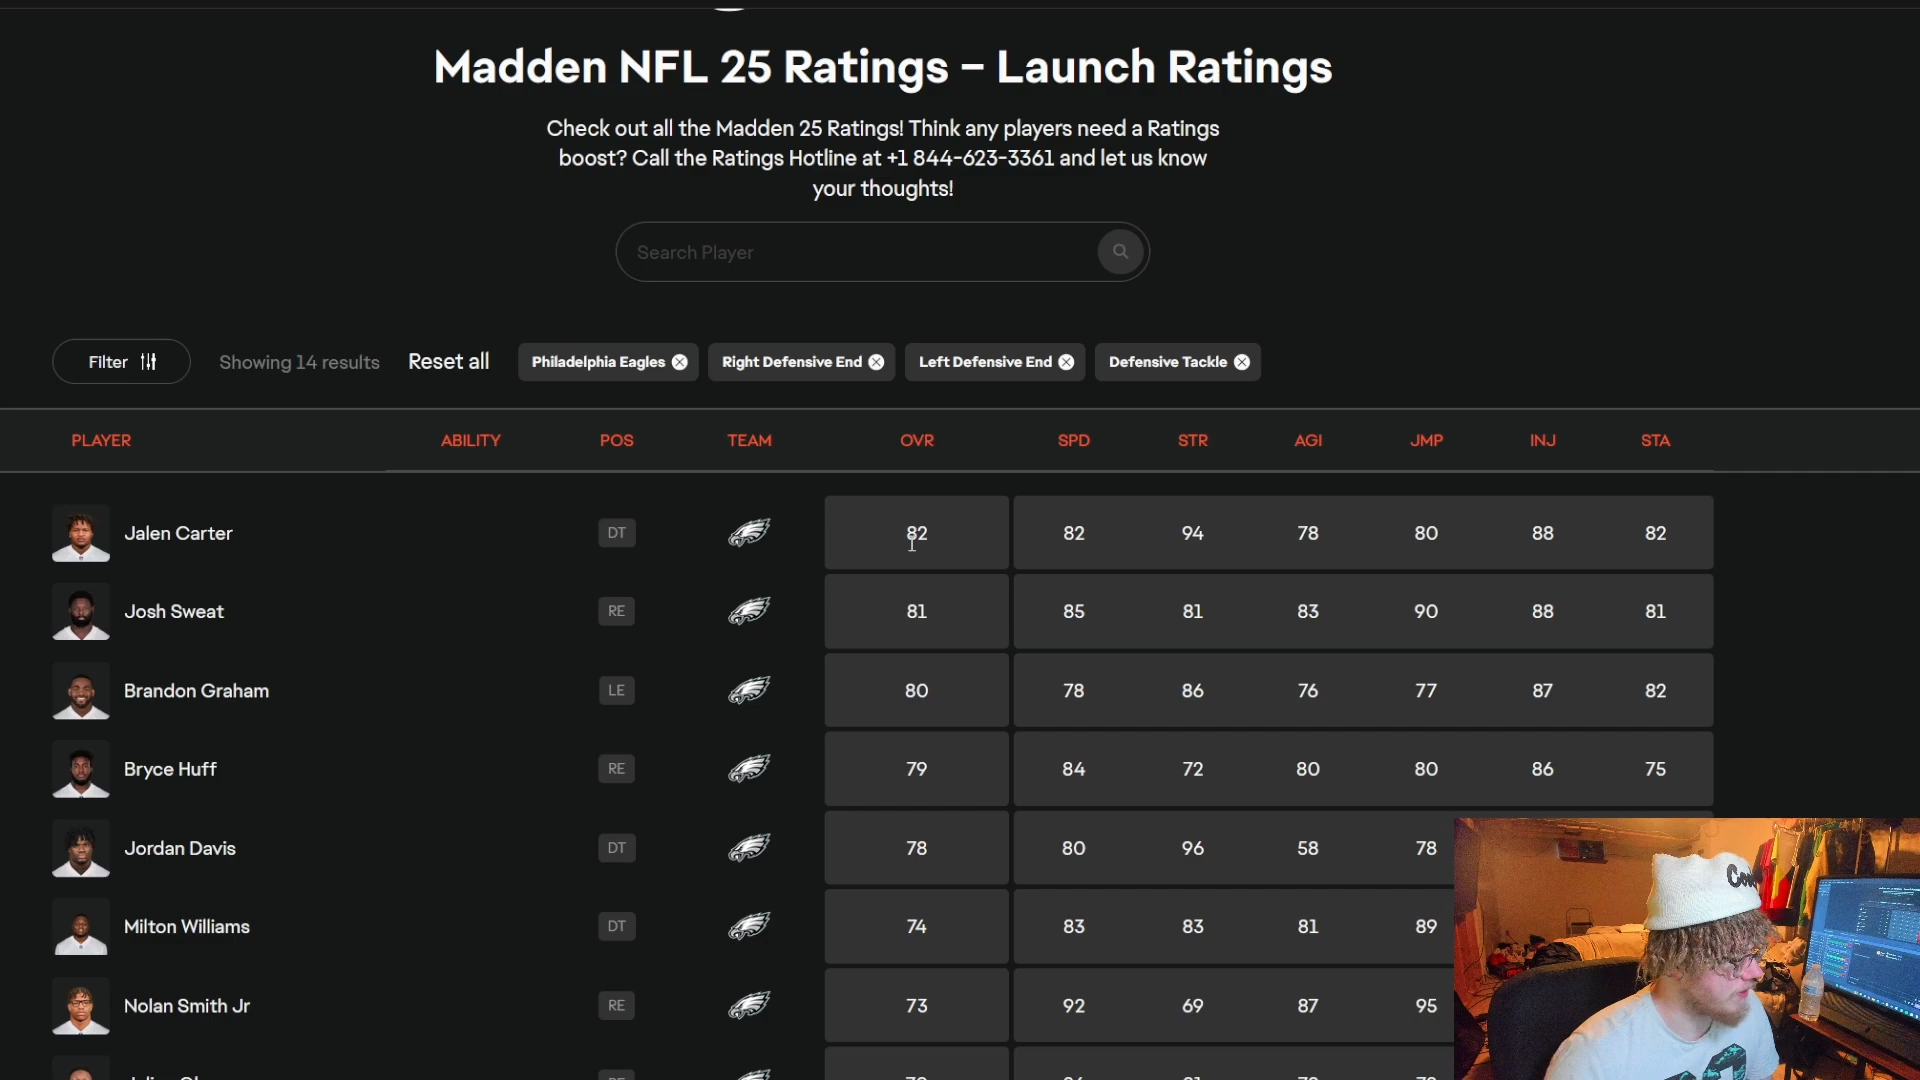 Madden NFL 25 Ratings – Launch Ratings
Check out all the Madden 25 Ratings! Think any players need a Ratings
boost? Call the Ratings Hotline at +1 844-623-3361 and let us know
your thoughts!
Search Player
Filter Showing 14 results Reset all Philadelphia Eagles Right Defensive End Left Defensive End Defensive Tackle
PLAYER ABILITY POS TEAM OVR SPD STR AGI JMP INJ STA
Jalen Carter DT 82 82 94 78 80 88 82
Josh Sweat RE 81 85 81 83 90 88 81
Brandon Graham LE 80 78 86 76 77 87 82
Bryce Huff RE 79 84 72 80 80 86 75
Jordan Davis DT 78 80 96 58 78
Milton Williams DT 74 83 83 81 89
Nolan Smith Jr RE 73 92 69 87 95